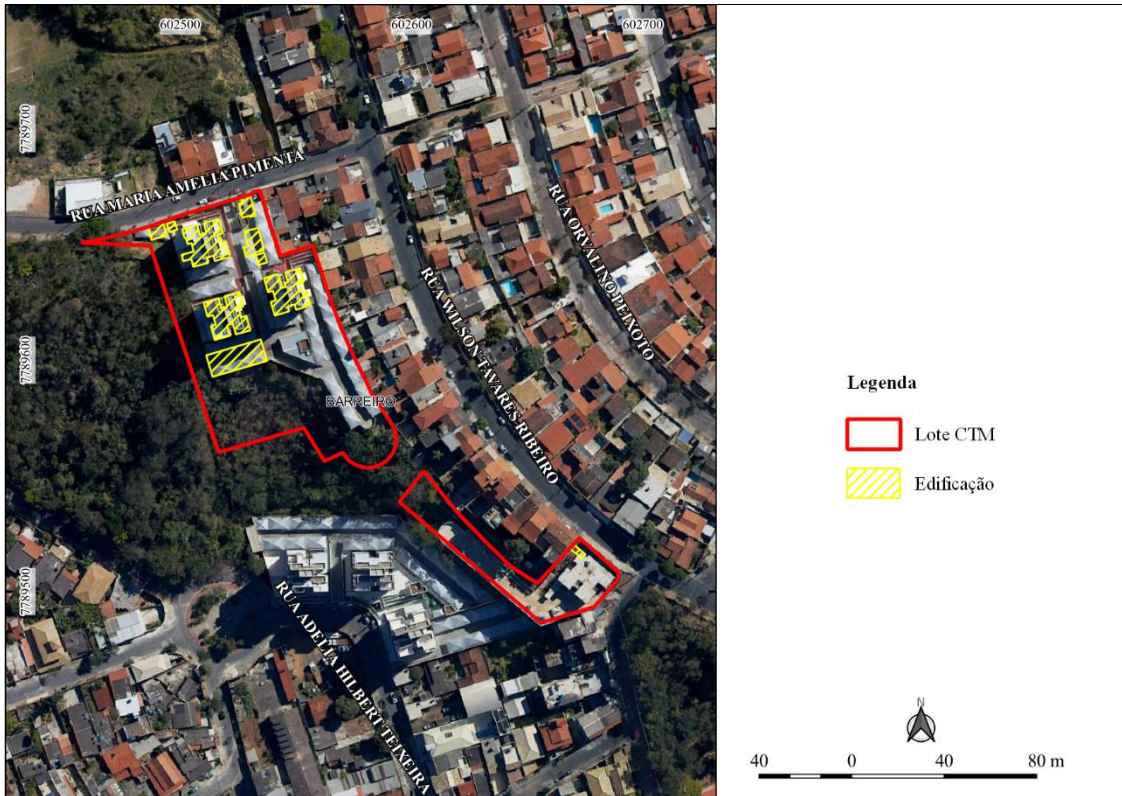 602500
602600
602700
7789700
RUA MARIA AMELIA PIMENTA
RUA ORVALINO PEIXOTO
RUA WILSON TAVARES RIBEIRO
7789600
BARREIRO
7789500
RUA ADELIA HILBERT TEIXEIRA
Legenda
Lote CTM
Edificação
N
40 0 40 80 m